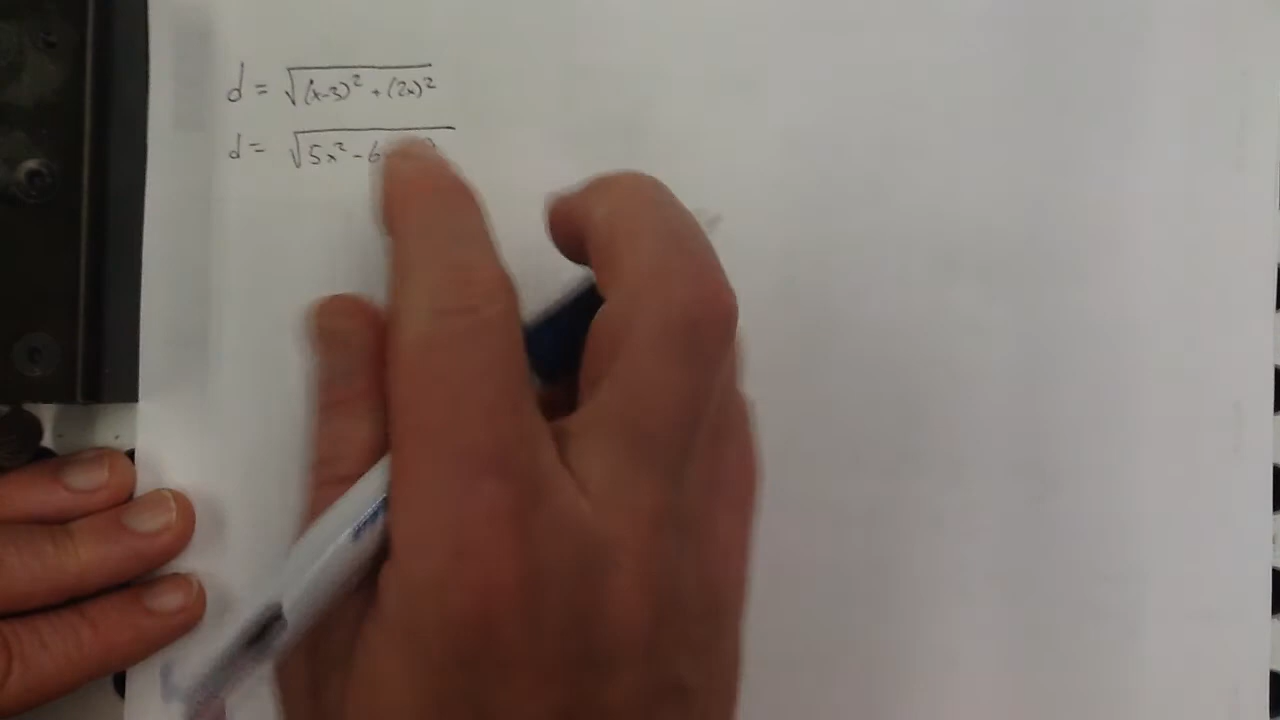 d = √(x-3)² + (2x)²
d = √5x² - 6